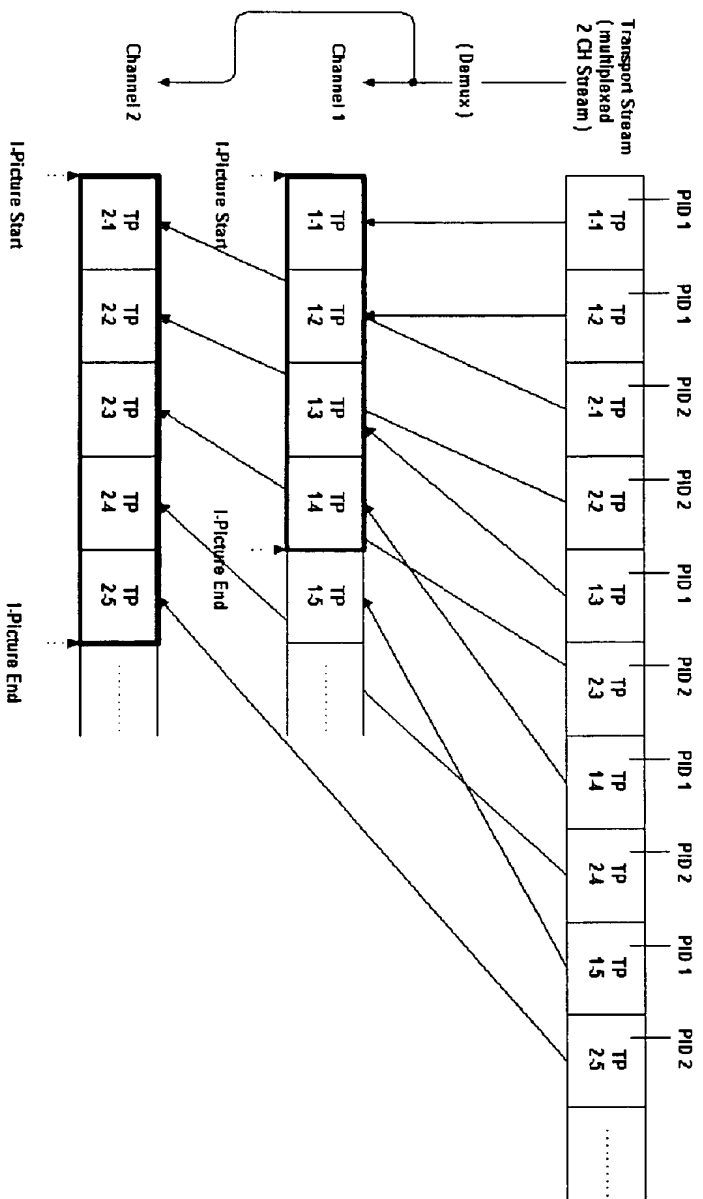 PID 1 PID 1 PID 2 PID 2 PID 1 PID 2 PID 1 PID 2 PID 1 PID 2
Transport Stream
( multiplexed
2 CH Stream )
TP TP TP TP TP TP TP TP TP TP
1-1 1-2 2-1 2-2 1-3 2-3 1-4 2-4 1-5 2-5 ..........
( Demux )
Channel 1
TP TP TP TP TP
1-1 1-2 1-3 1-4 1-5 ..........
I-Picture Start I-Picture End
Channel 2
TP TP TP TP TP
2-1 2-2 2-3 2-4 2-5 ..........
I-Picture Start I-Picture End